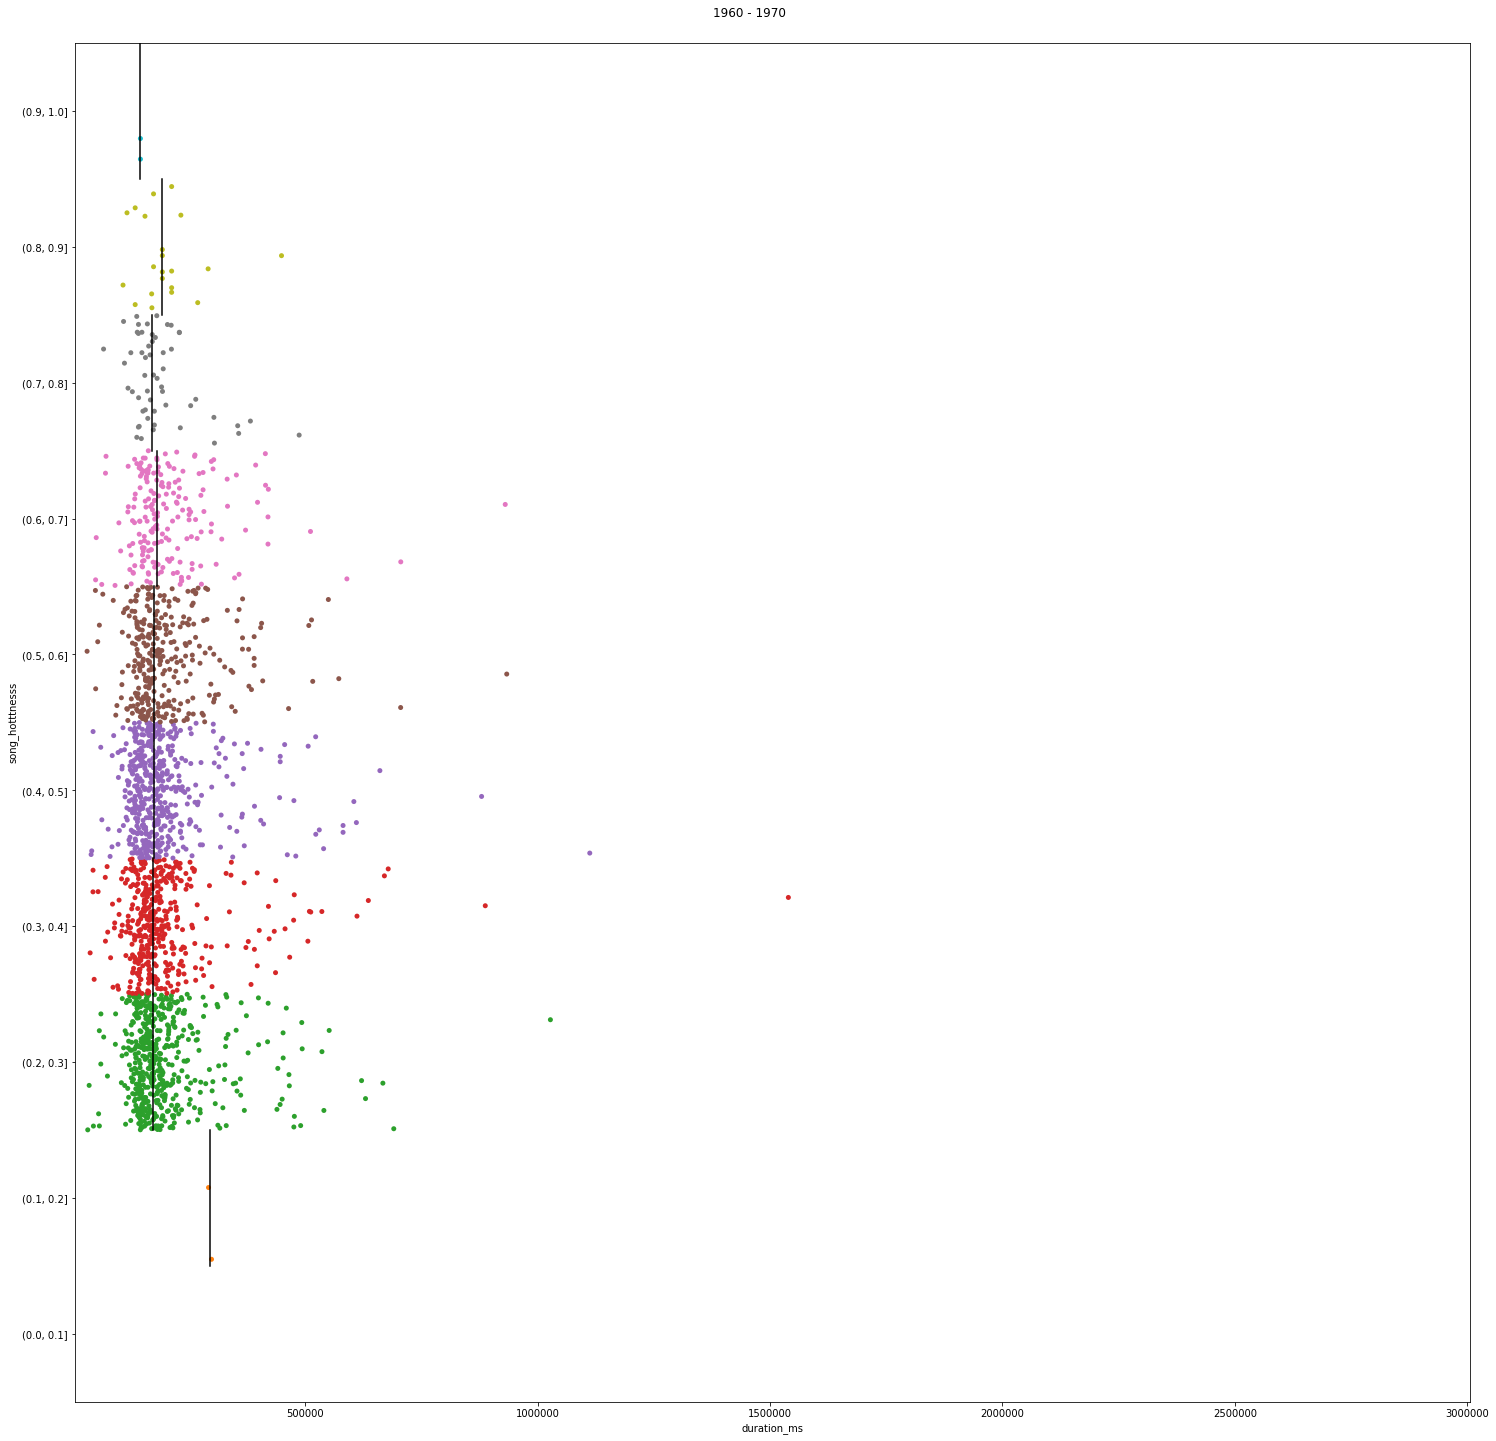 1960 - 1970
(0.9, 1.0]
(0.8, 0.9]
(0.7, 0.8]
(0.6, 0.7]
(0.5, 0.6]
(0.4, 0.5]
(0.3, 0.4]
(0.2, 0.3]
(0.1, 0.2]
(0.0, 0.1]
song_hotttnesss
500000 1000000 1500000 2000000 2500000 3000000
duration_ms